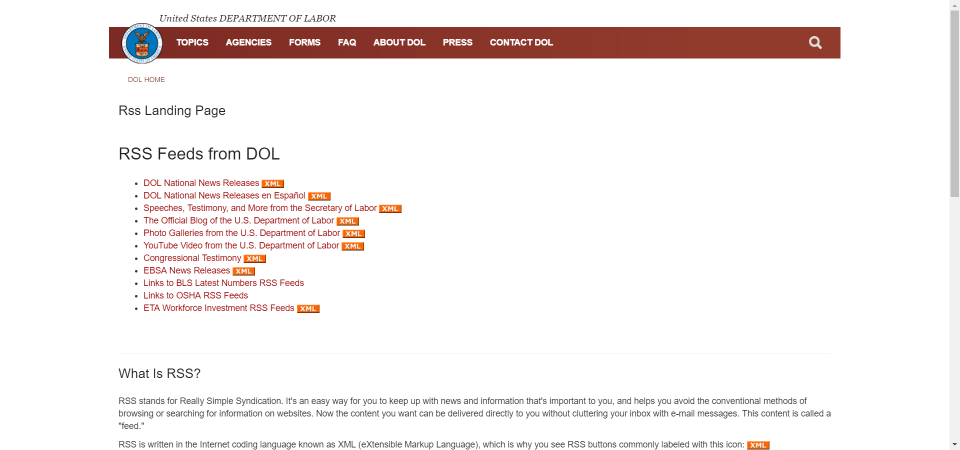 United States DEPARTMENT OF LABOR
TOPICS AGENCIES FORMS FAQ ABOUT DOL PRESS CONTACT DOL
DOL HOME
Rss Landing Page
RSS Feeds from DOL
DOL National News Releases XML
DOL National News Releases en Español XML
Speeches, Testimony, and More from the Secretary of Labor XML
The Official Blog of the U.S. Department of Labor XML
Photo Galleries from the U.S. Department of Labor XML
YouTube Video from the U.S. Department of Labor XML
Congressional Testimony XML
EBSA News Releases XML
Links to BLS Latest Numbers RSS Feeds
Links to OSHA RSS Feeds
ETA Workforce Investment RSS Feeds XML
What Is RSS?
RSS stands for Really Simple Syndication. It's an easy way for you to keep up with news and information that's important to you, and helps you avoid the conventional methods of
browsing or searching for information on websites. Now the content you want can be delivered directly to you without cluttering your inbox with e-mail messages. This content is called a
"feed."
RSS is written in the Internet coding language known as XML (eXtensible Markup Language), which is why you see RSS buttons commonly labeled with this icon: XML